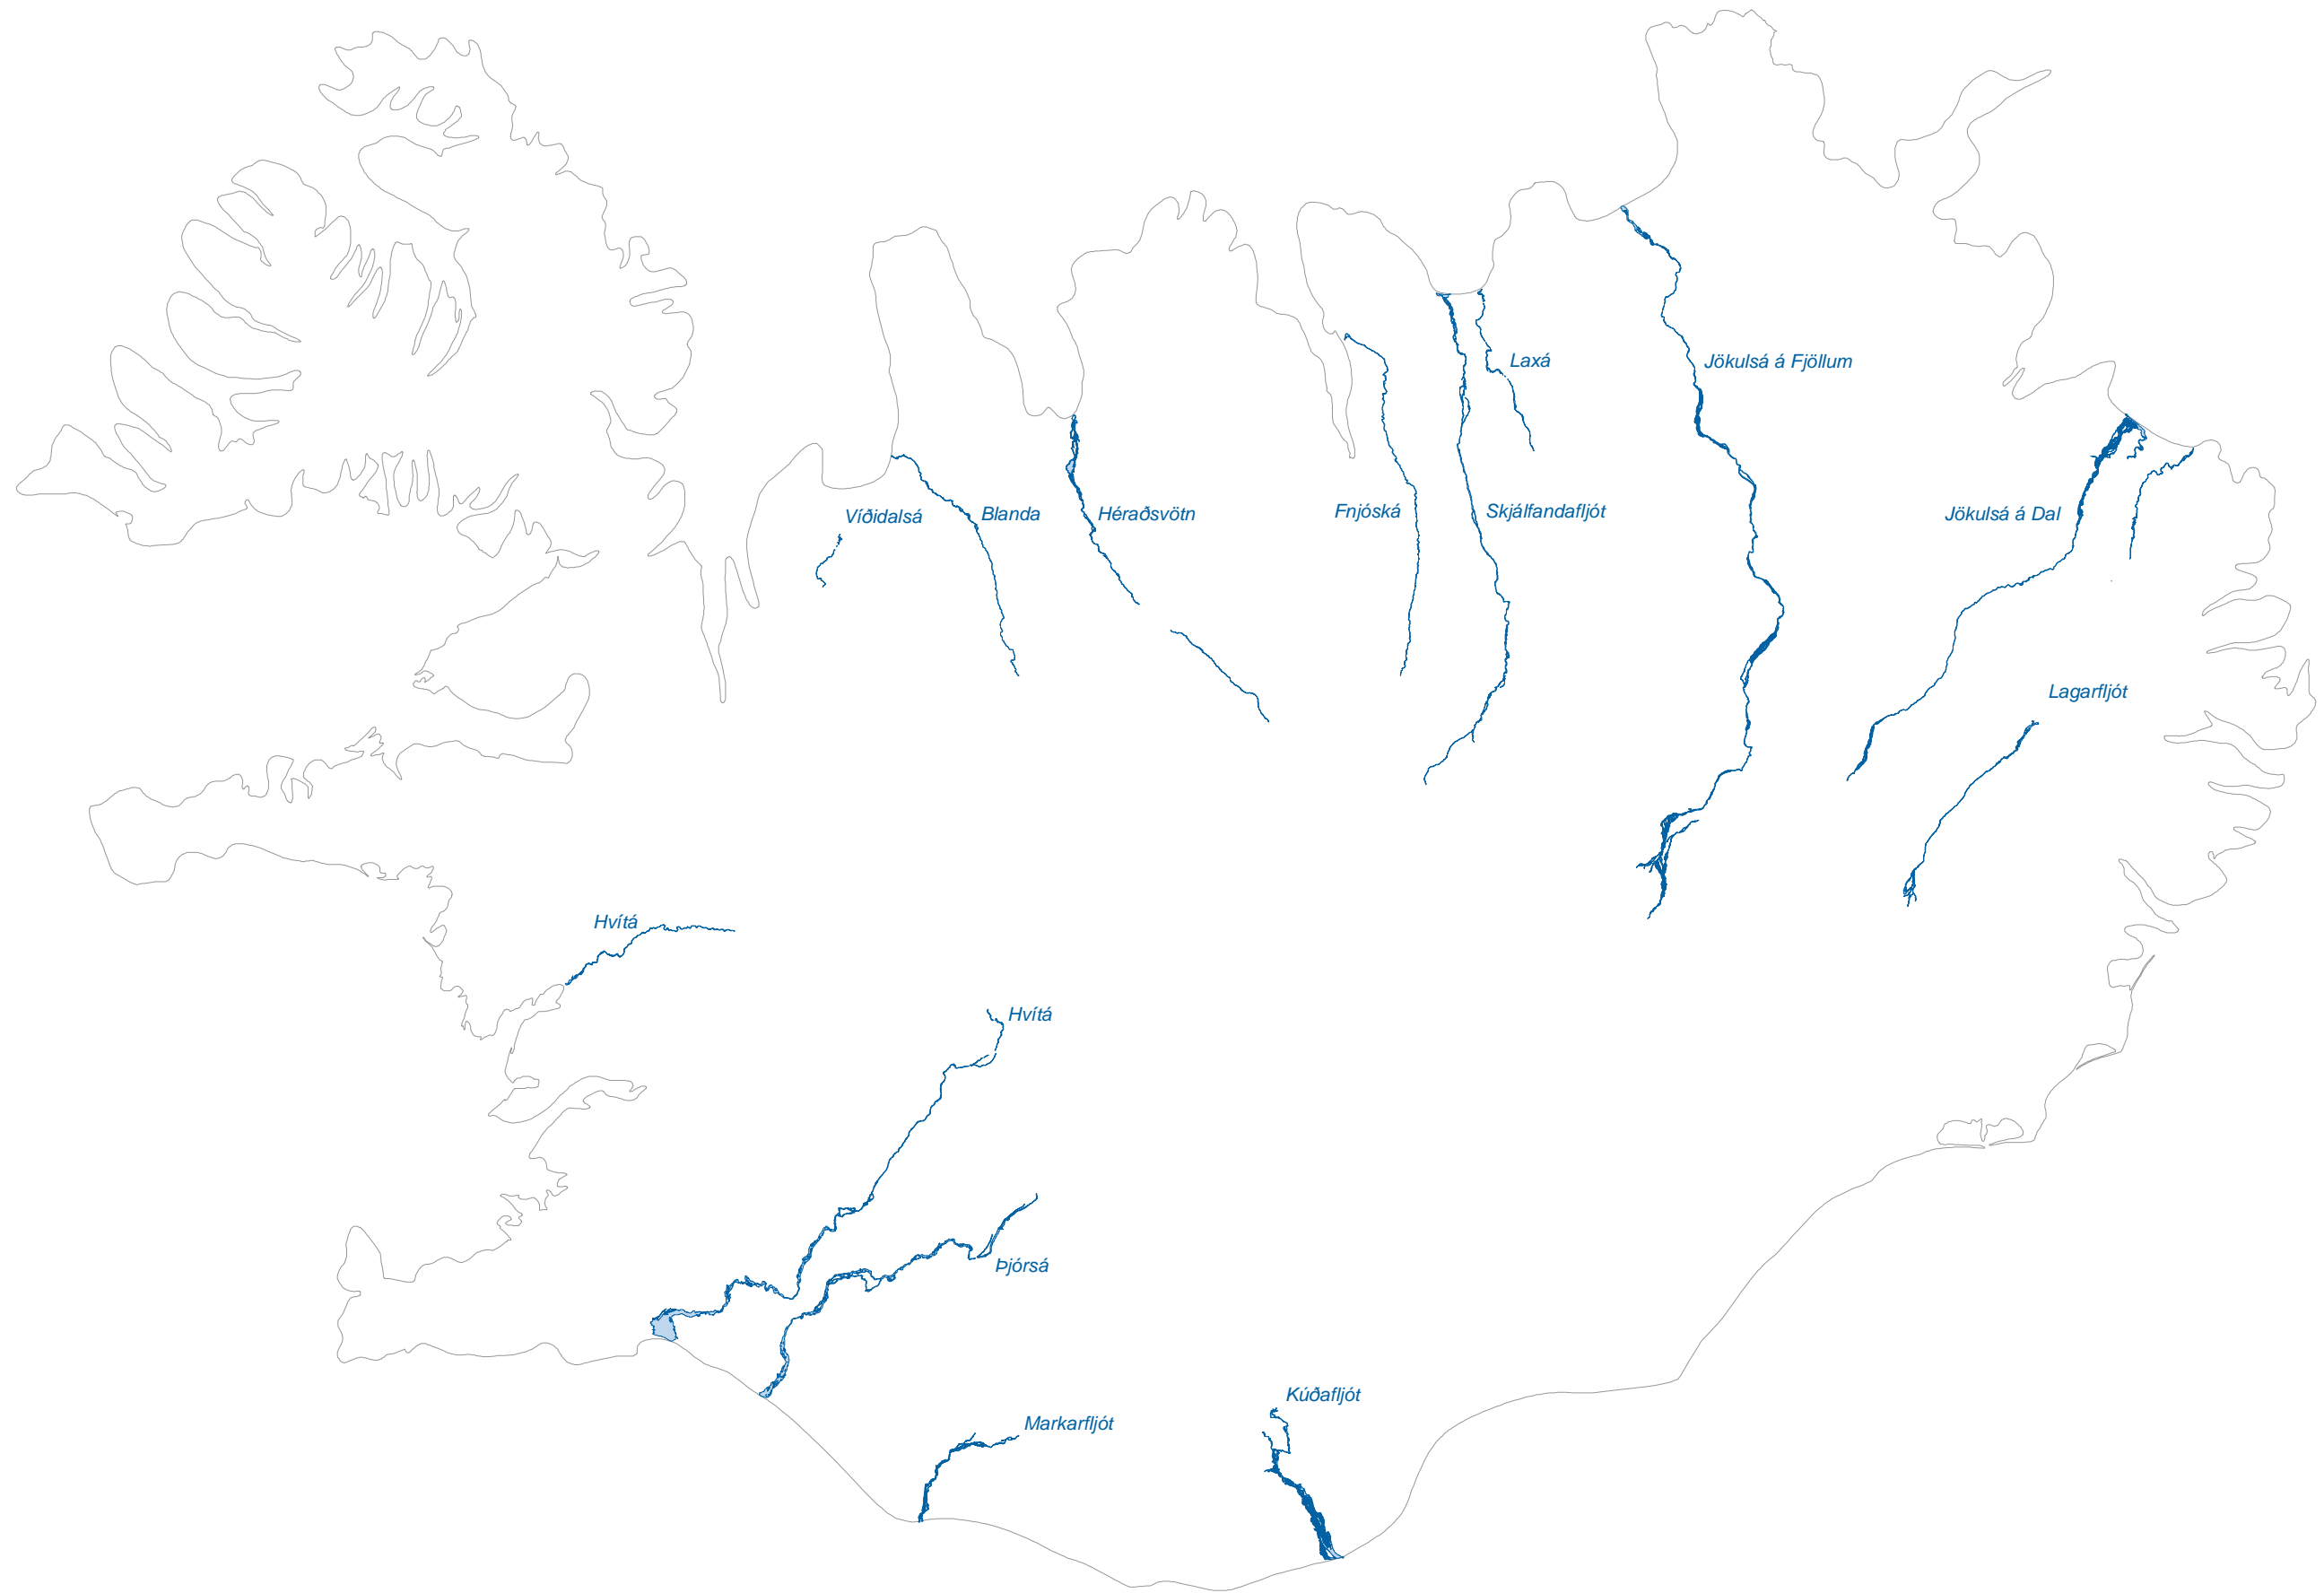 Laxá
Jökulsá á Fjöllum
Víðidalsá
Blanda
Héraðsvötn
Fnjóská
Skjálfandafljót
Jökulsá á Dal
Lagarfljót
Hvítá
Hvítá
Þjórsá
Kúðafljót
Markarfljót